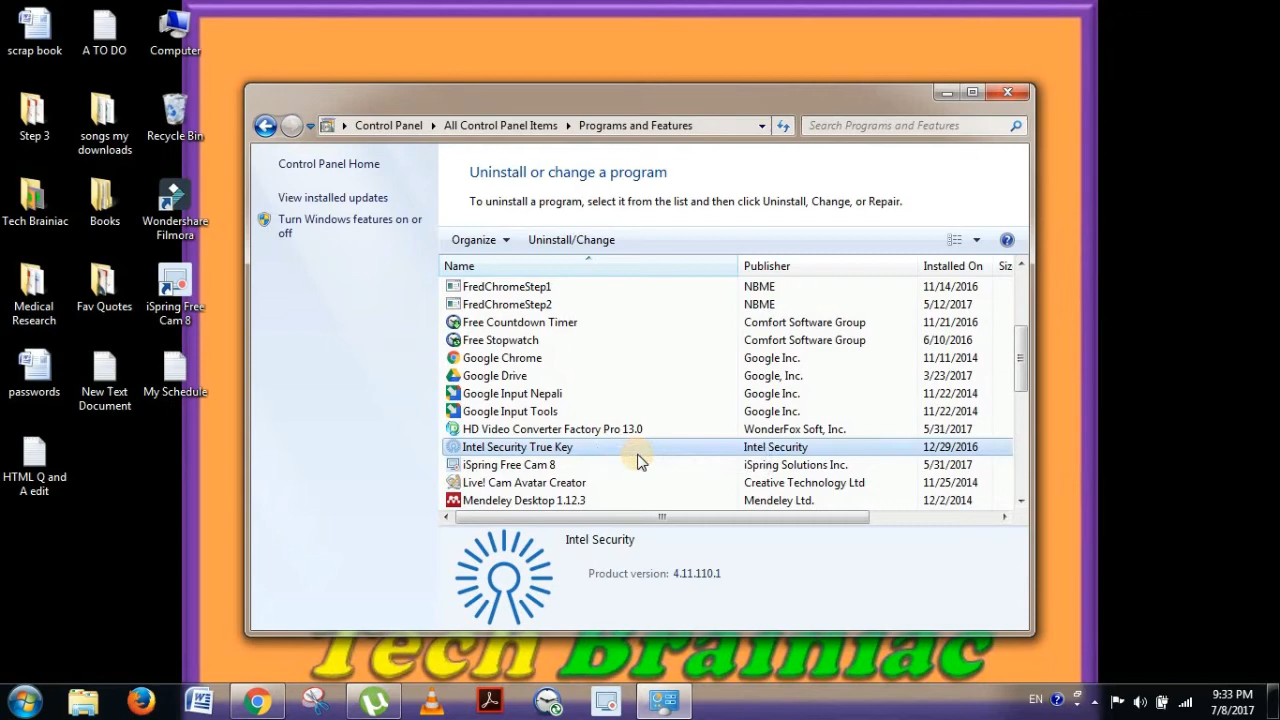 scrap book
A TO DO
Computer
Step 3
songs my
downloads
Recycle Bin
Tech Brainiac
Books
Wondershare
Filmora
Medical
Research
Fav Quotes
iSpring Free
Cam 8
passwords
New Text
Document
My Schedule
HTML Q and
A edit
Control Panel
All Control Panel Items
Programs and Features
Search Programs and Features
Control Panel Home
View installed updates
Turn Windows features on or
off
Uninstall or change a program
To uninstall a program, select it from the list and then click Uninstall, Change, or Repair.
Organize Uninstall/Change
Name Publisher Installed On Siz
FredChromeStep1 NBME 11/14/2016
FredChromeStep2 NBME 5/12/2017
Free Countdown Timer Comfort Software Group 11/21/2016
Free Stopwatch Comfort Software Group 6/10/2016
Google Chrome Google Inc. 11/11/2014
Google Drive Google, Inc. 3/23/2017
Google Input Nepali Google Inc. 11/22/2014
Google Input Tools Google Inc. 11/22/2014
HD Video Converter Factory Pro 13.0 WonderFox Soft, Inc. 5/31/2017
Intel Security True Key Intel Security 12/29/2016
iSpring Free Cam 8 iSpring Solutions Inc. 5/31/2017
Live! Cam Avatar Creator Creative Technology Ltd 11/25/2014
Mendeley Desktop 1.12.3 Mendeley Ltd. 12/2/2014
Intel Security
Product version: 4.11.110.1
Tech Brainiac
EN
9:33 PM
7/8/2017